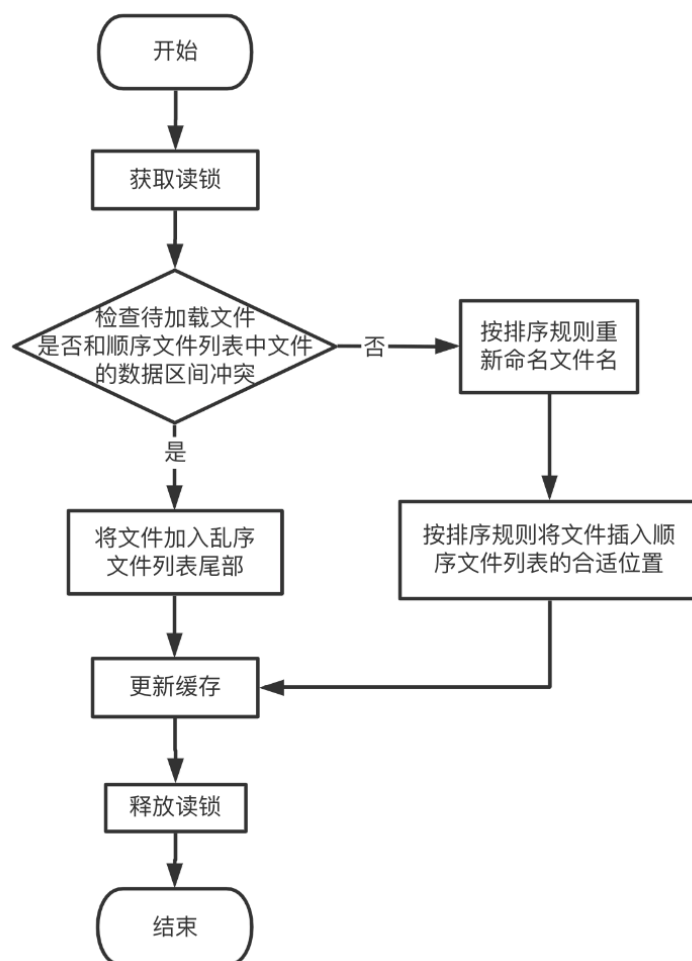 开始
获取读锁
检查待加载文件
是否和顺序文件列表中文件
的数据区间冲突
否
按排序规则重
新命名文件名
是
将文件加入乱序
文件列表尾部
按排序规则将文件插入顺
序文件列表的合适位置
更新缓存
释放读锁
结束